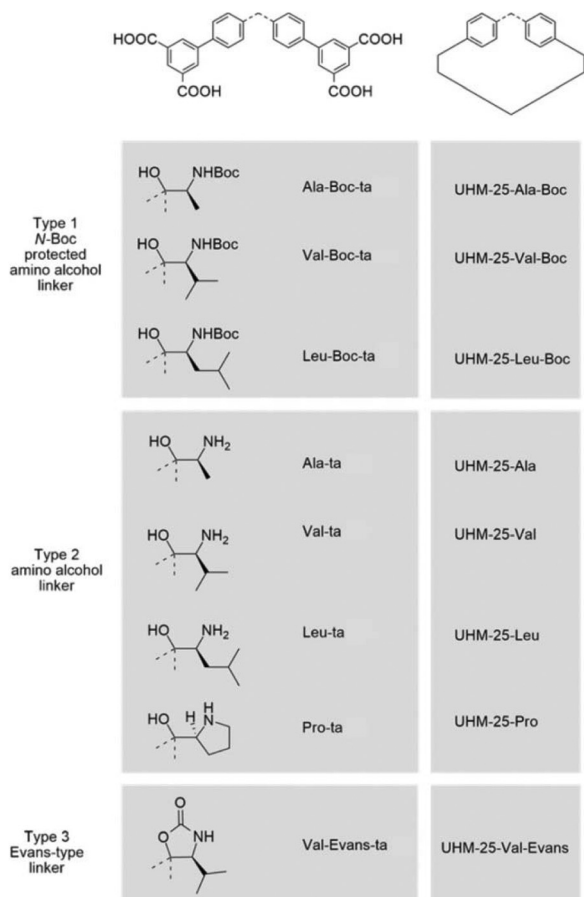 HOOC
COOH
COOH
COOH
HO NHBoc
Ala-Boc-ta
UHM-25-Ala-Boc
Type 1
N-Boc
protected
amino alcohol
linker
HO NHBoc
Val-Boc-ta
UHM-25-Val-Boc
HO NHBoc
Leu-Boc-ta
UHM-25-Leu-Boc
HO NH2
Ala-ta
UHM-25-Ala
Type 2
amino alcohol
linker
HO NH2
Val-ta
UHM-25-Val
HO NH2
Leu-ta
UHM-25-Leu
HO H H N
Pro-ta
UHM-25-Pro
Type 3
Evans-type
linker
O
O NH
Val-Evans-ta
UHM-25-Val-Evans